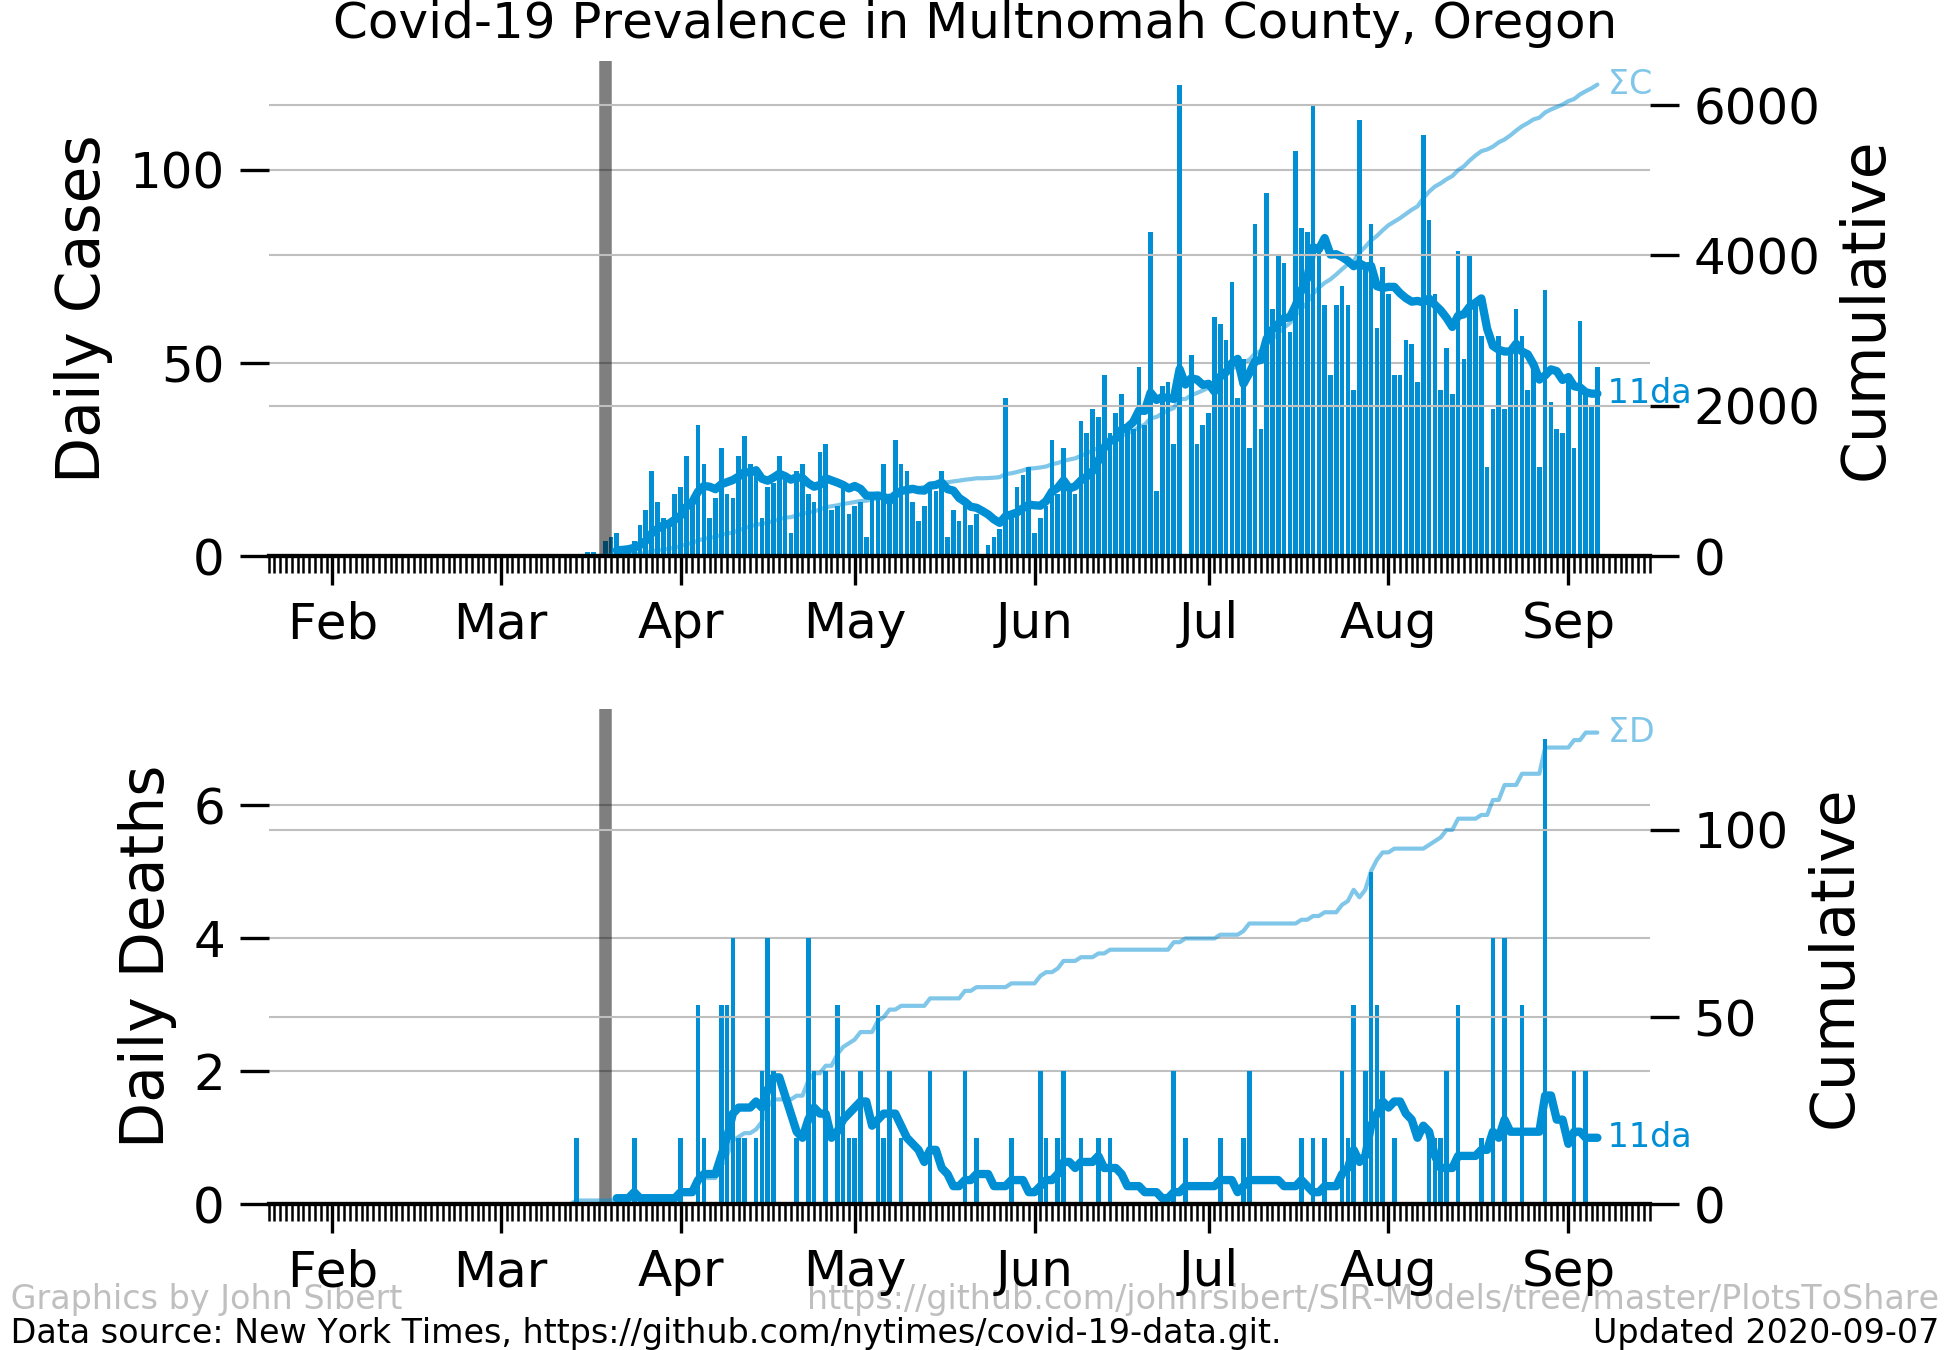 Covid-19 Prevalence in Multnomah County, Oregon
Daily Cases
Cumulative
100
50
0
6000
4000
2000
0
ΣC
11da
Feb Mar Apr May Jun Jul Aug Sep
Daily Deaths
Cumulative
6
4
2
0
100
50
0
ΣD
11da
Feb Mar Apr May Jun Jul Aug Sep
Graphics by John Sibert https://github.com/johnrsibert/SIR-Models/tree/master/PlotsToShare
Data source: New York Times, https://github.com/nytimes/covid-19-data.git. Updated 2020-09-07